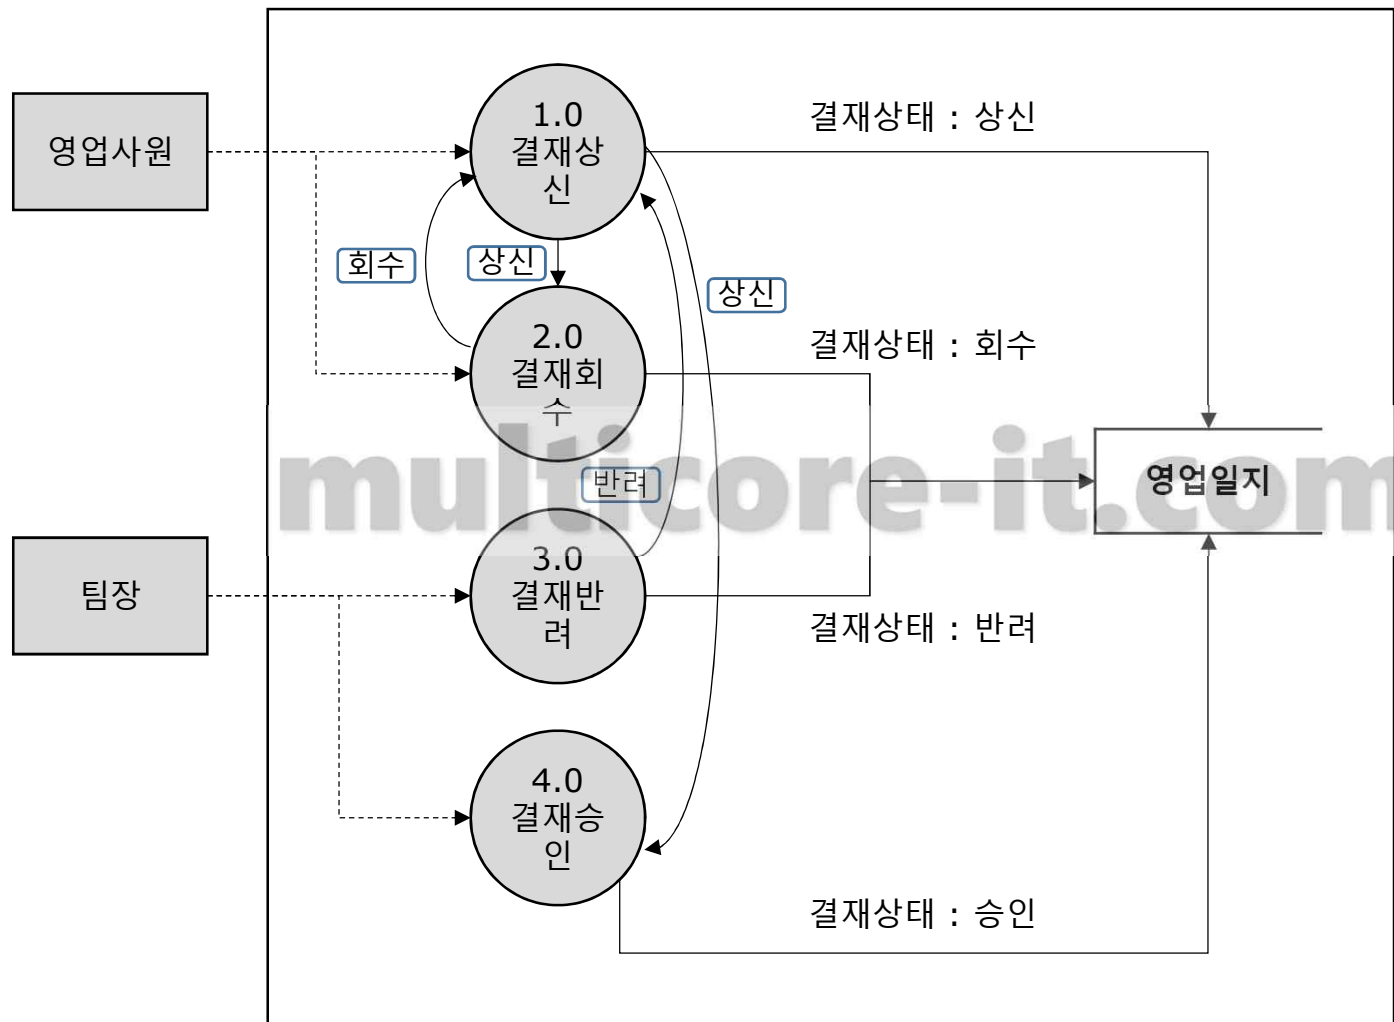 영업사원
1.0
결재상
신
결재상태 : 상신
회수
상신
상신
2.0
결재회
수
결재상태 : 회수
multicore-it.com
반려
영업일지
팀장
3.0
결재반
려
결재상태 : 반려
4.0
결재승
인
결재상태 : 승인